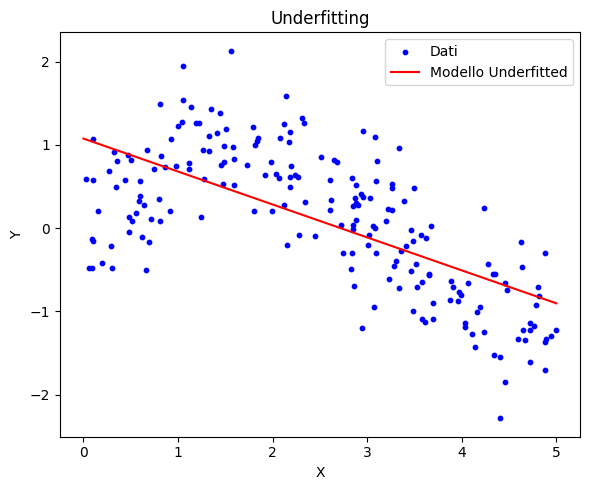 Underfitting
Dati
Modello Underfitted
2
1
0
−1
−2
Y
0 1 2 3 4 5
X